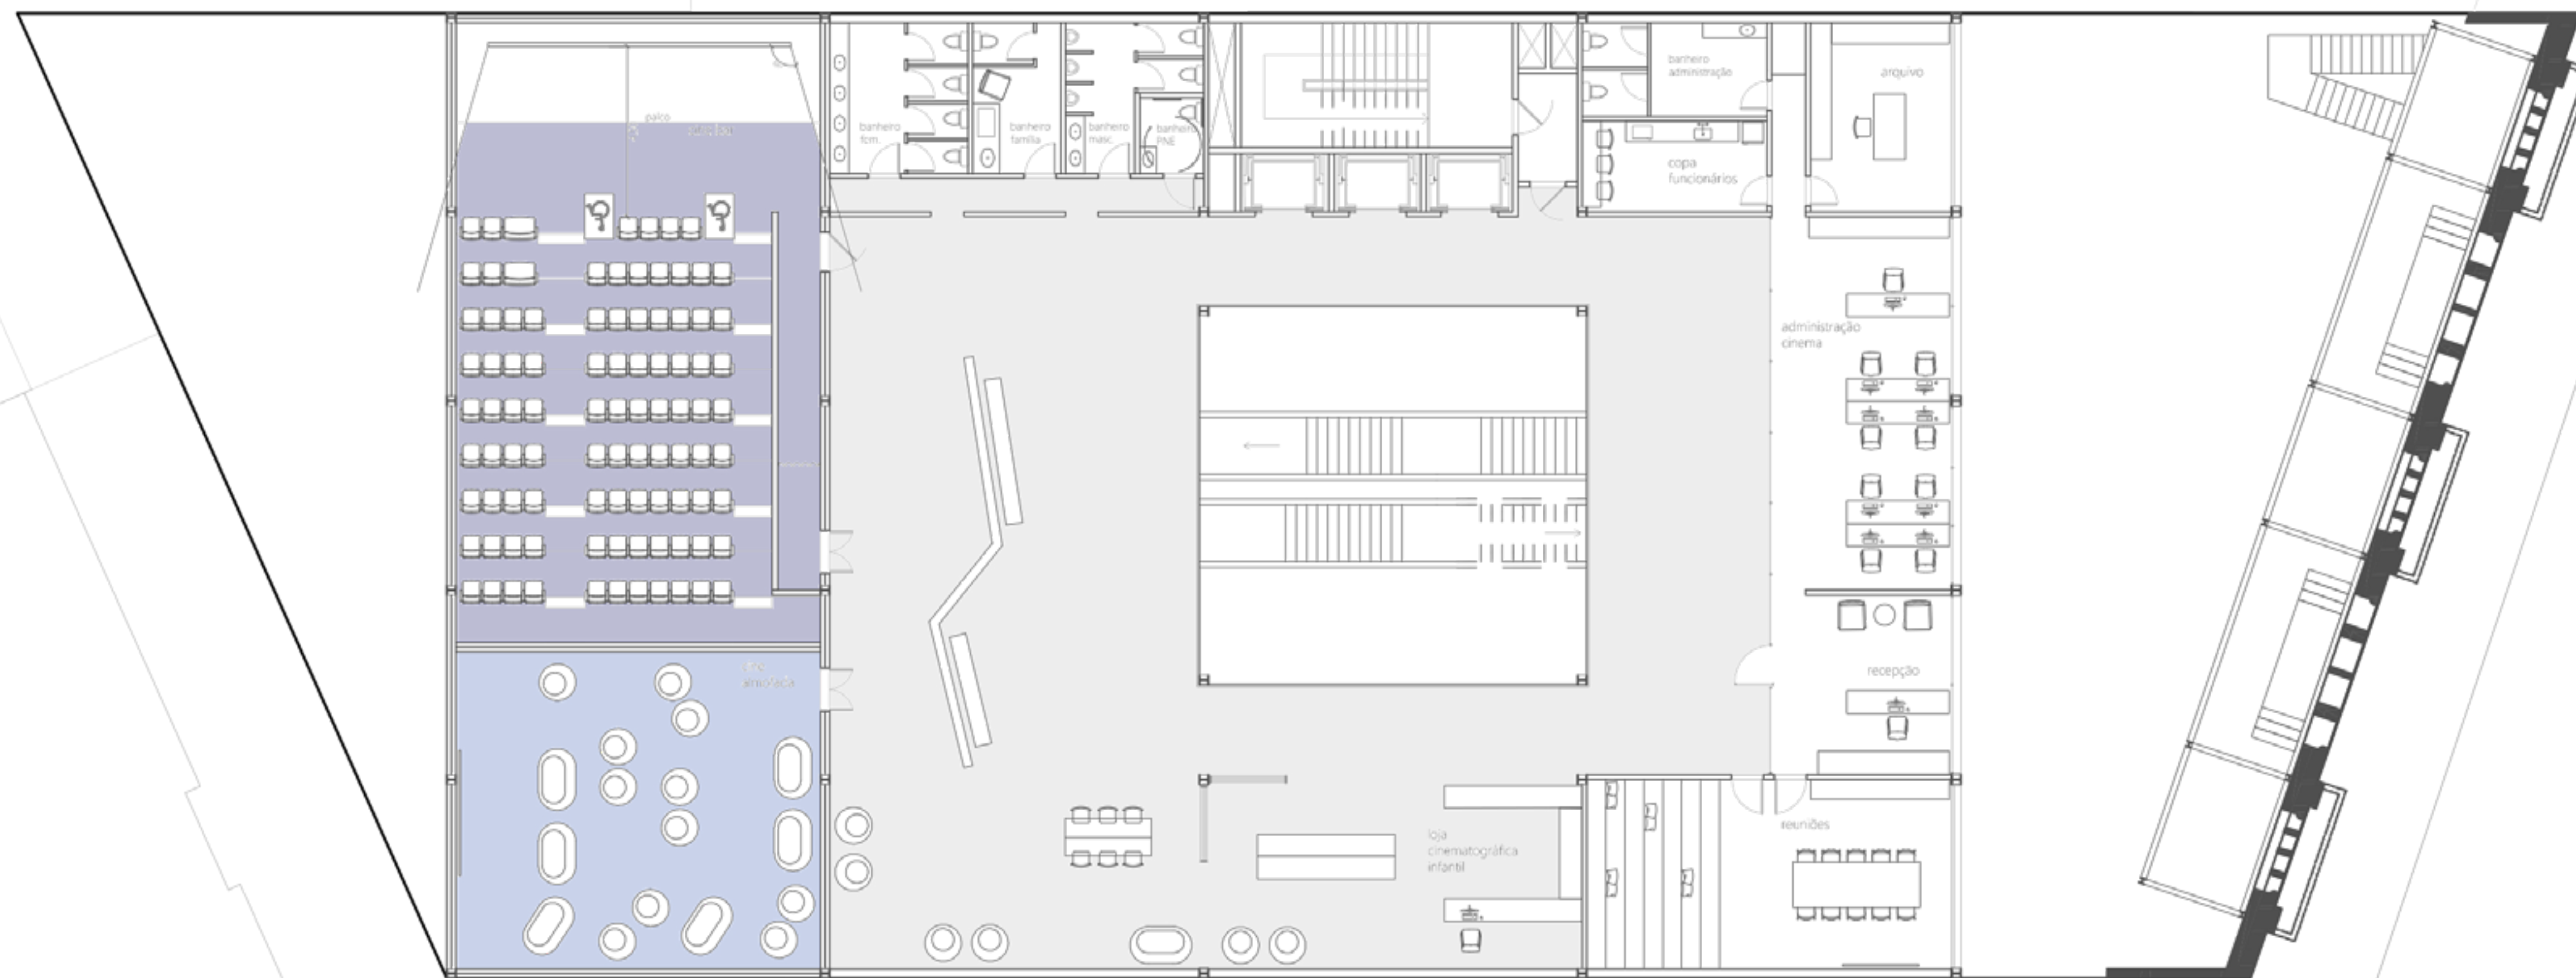 palco
banheiro
fem.
banheiro
família
banheiro
masc.
banheiro
PNE
banheiro
administração
arquivo
copa
funcionários
administração
cinema
recepção
almofada
loja
cinematográfica
infantil
reuniões